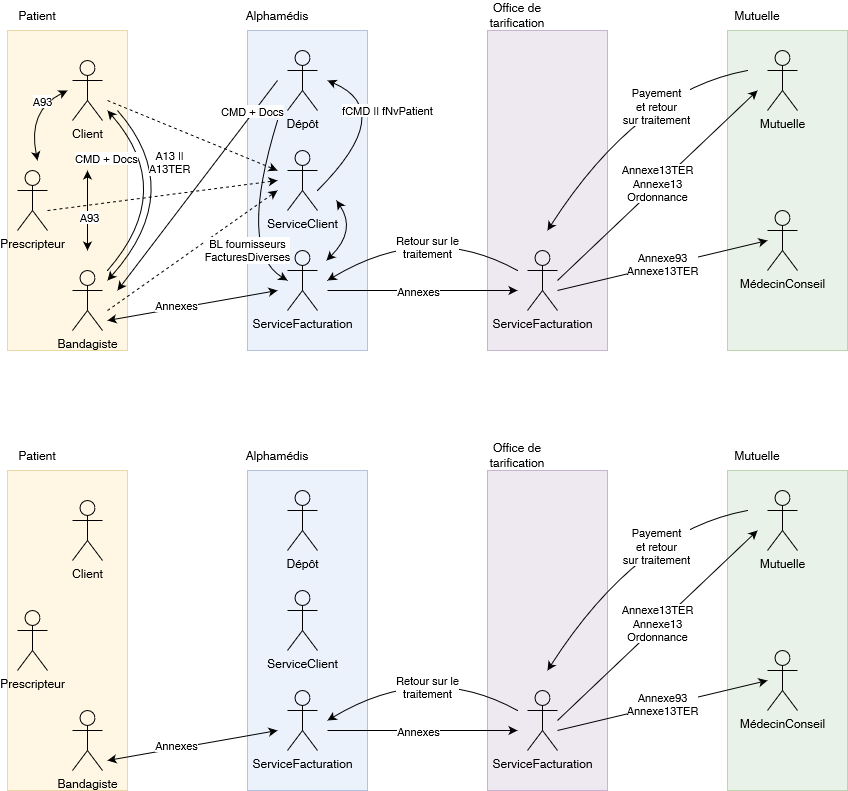 Patient
Alphamédis
Office de
tarification
Mutuelle
A93
Client
CMD + Docs
A13 ||
A13TER
CMD + Docs
Dépôt
fCMD || fNvPatient
Payement
et retour
sur traitement
Mutuelle
Prescripteur
A93
ServiceClient
Annexe13TER
Annexe13
Ordonnance
BL fournisseurs
FacturesDiverses
Retour sur le
traitement
Annexe93
Annexe13TER
MédecinConseil
Annexes
Annexes
Bandagiste
ServiceFacturation
ServiceFacturation
Patient
Alphamédis
Office de
tarification
Mutuelle
Client
Dépôt
Payement
et retour
sur traitement
Mutuelle
Prescripteur
ServiceClient
Annexe13TER
Annexe13
Ordonnance
Retour sur le
traitement
Annexe93
Annexe13TER
MédecinConseil
Annexes
Annexes
Bandagiste
ServiceFacturation
ServiceFacturation